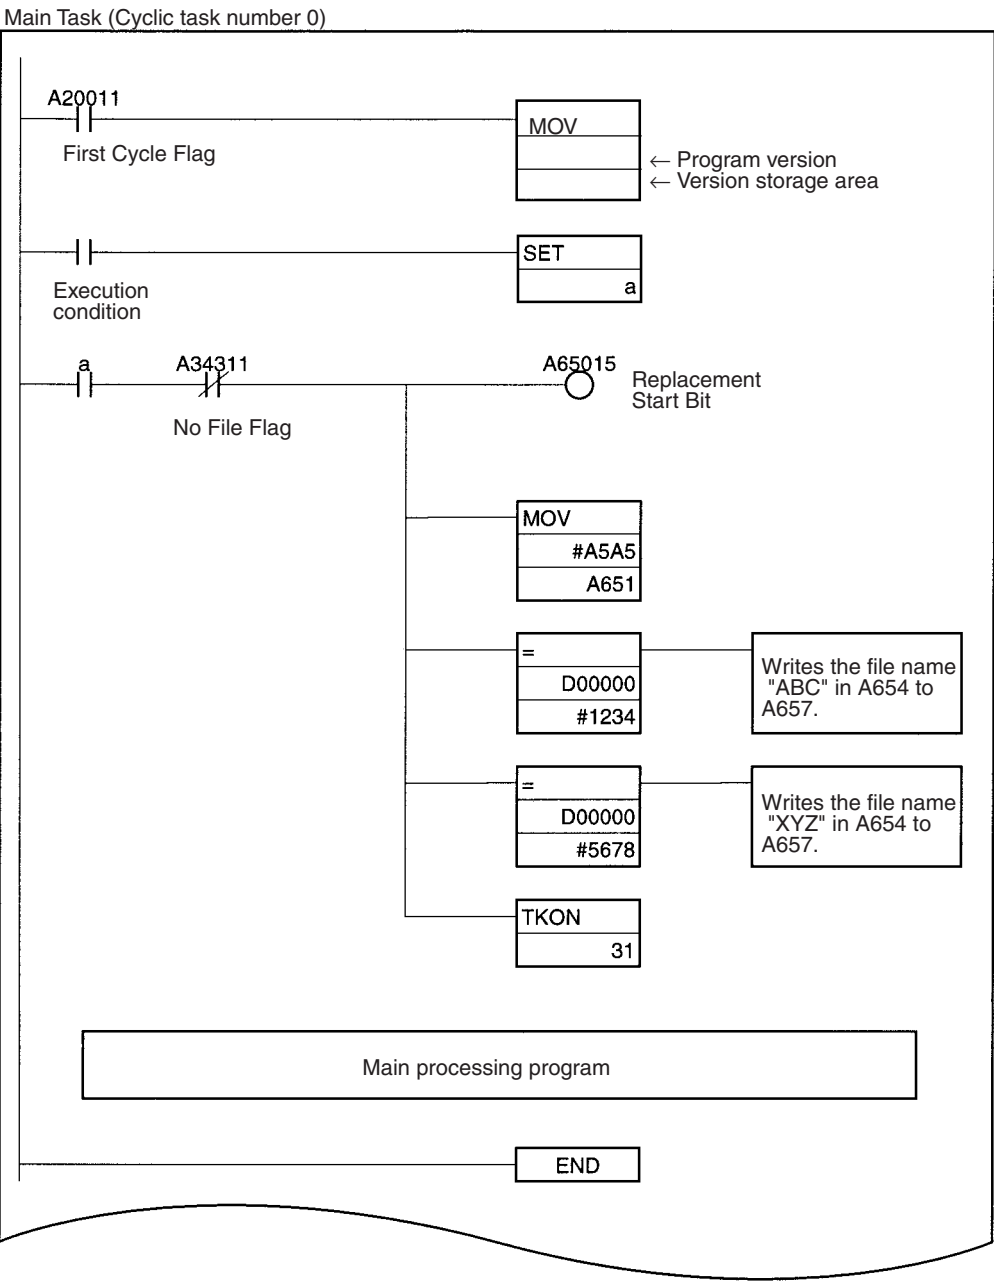 Main Task (Cyclic task number 0)
A20011
MOV
First Cycle Flag
← Program version
← Version storage area
SET
a
Execution
condition
a
A34311
A65015
Replacement
Start Bit
No File Flag
MOV
#A5A5
A651
=
D00000
#1234
Writes the file name
"ABC" in A654 to
A657.
=
D00000
#5678
Writes the file name
"XYZ" in A654 to
A657.
TKON
31
Main processing program
END